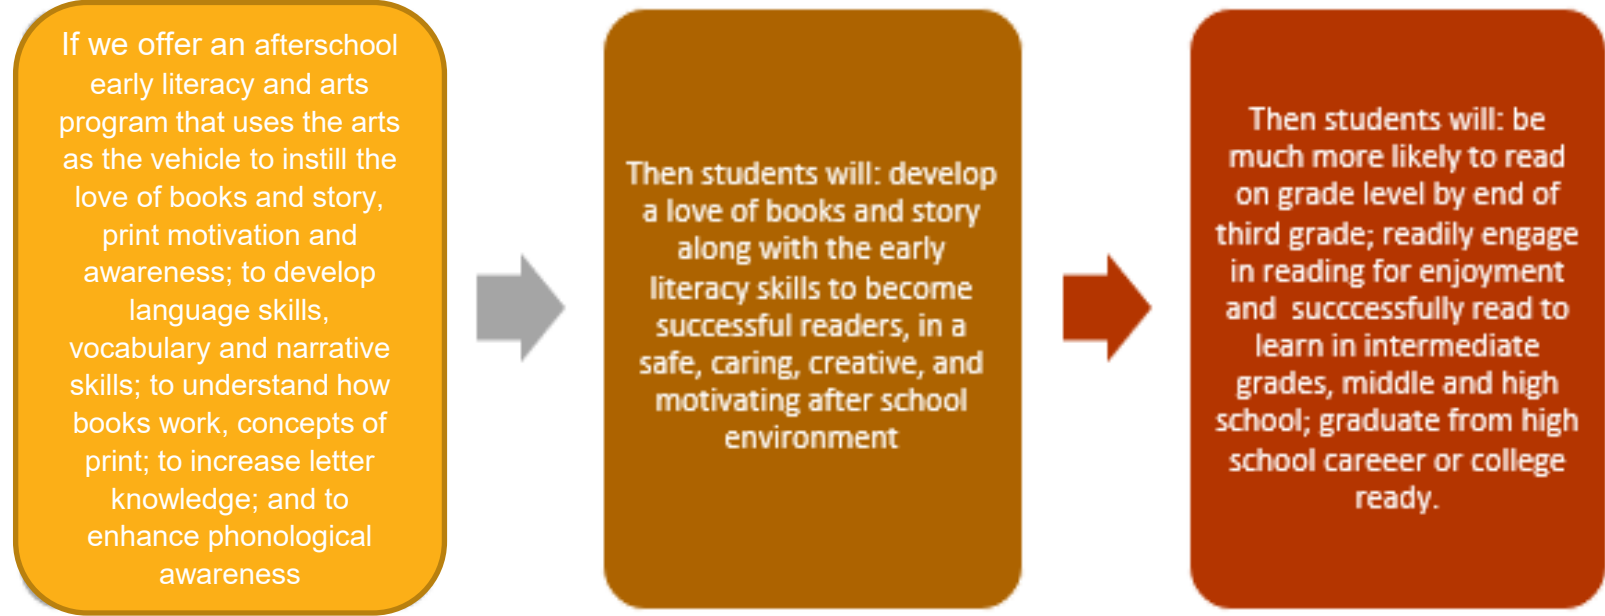 If we offer an afterschool
early literacy and arts
program that uses the arts
as the vehicle to instill the
love of books and story,
print motivation and
awareness; to develop
language skills,
vocabulary and narrative
skills; to understand how
books work, concepts of
print; to increase letter
knowledge; and to
enhance phonological
awareness
Then students will: develop
a love of books and story
along with the early
literacy skills to become
successful readers, in a
safe, caring, creative, and
motivating after school
environment
Then students will: be
much more likely to read
on grade level by end of
third grade; readily engage
in reading for enjoyment
and succcessfully read to
learn in intermediate
grades, middle and high
school; graduate from high
school careeer or college
ready.